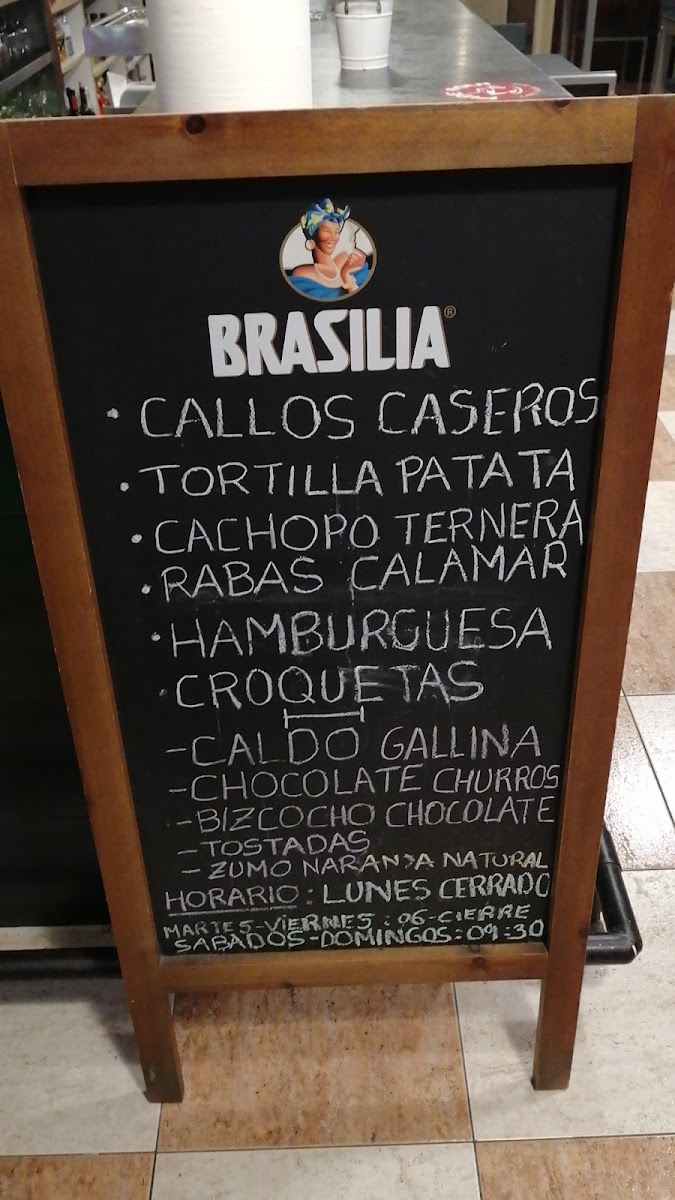 BRASILIA®
· CALLOS CASEROS
· TORTILLA PATATA
· CACHOPO TERNERA
· RABAS CALAMAR
· HAMBURGUESA
· CROQUETAS
- CALDO GALLINA
- CHOCOLATE CHURROS
- BIZCOCHO CHOCOLATE
- TOSTADAS
- ZUMO NARANJA NATURAL
HORARIO: LUNES CERRADO
MARTES-VIERNES: 06-CIERRE
SABADOS-DOMINGOS: 09:30